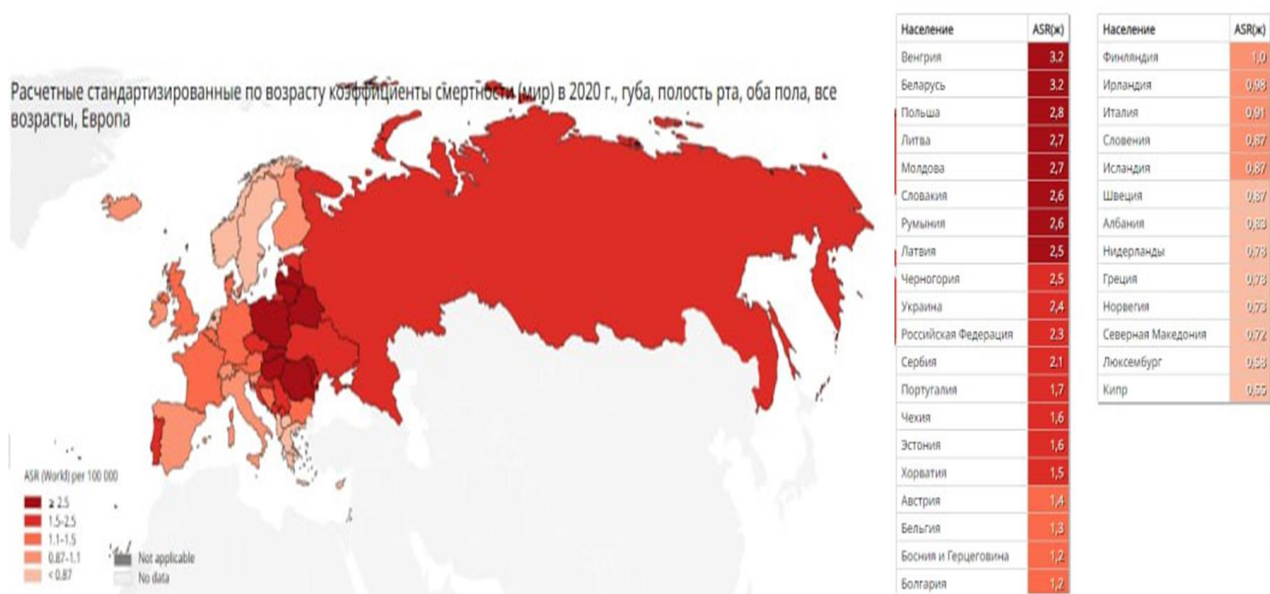 Расчетные стандартизированные по возрасту коэффициенты смертности (мир) в 2020 г., губа, полость рта, оба пола, все
возрасты, Европа
ASR (World) per 100 000
≥ 2.5
1.5–2.5
1.1–1.5
0.87–1.1
< 0.87
Not applicable
No data
Население ASR(ж)
Венгрия 3.2
Беларусь 3.2
Польша 2,8
Литва 2,7
Молдова 2,7
Словакия 2,6
Румыния 2,6
Латвия 2,5
Черногория 2,5
Украина 2,4
Российская Федерация 2.3
Сербия 2,1
Португалия 1,7
Чехия 1,6
Эстония 1,6
Хорватия 1,5
Австрия 1,4
Бельгия 1,3
Босния и Герцеговина 1,2
Болгария 1,2
Население ASR(ж)
Финляндия 1,0
Ирландия 0,98
Италия 0,91
Словения 0,87
Исландия 0,87
Швеция 0,87
Албания 0,83
Нидерланды 0,78
Греция 0,73
Норвегия 0,73
Северная Македония 0,72
Люксембург 0,58
Кипр 0,55